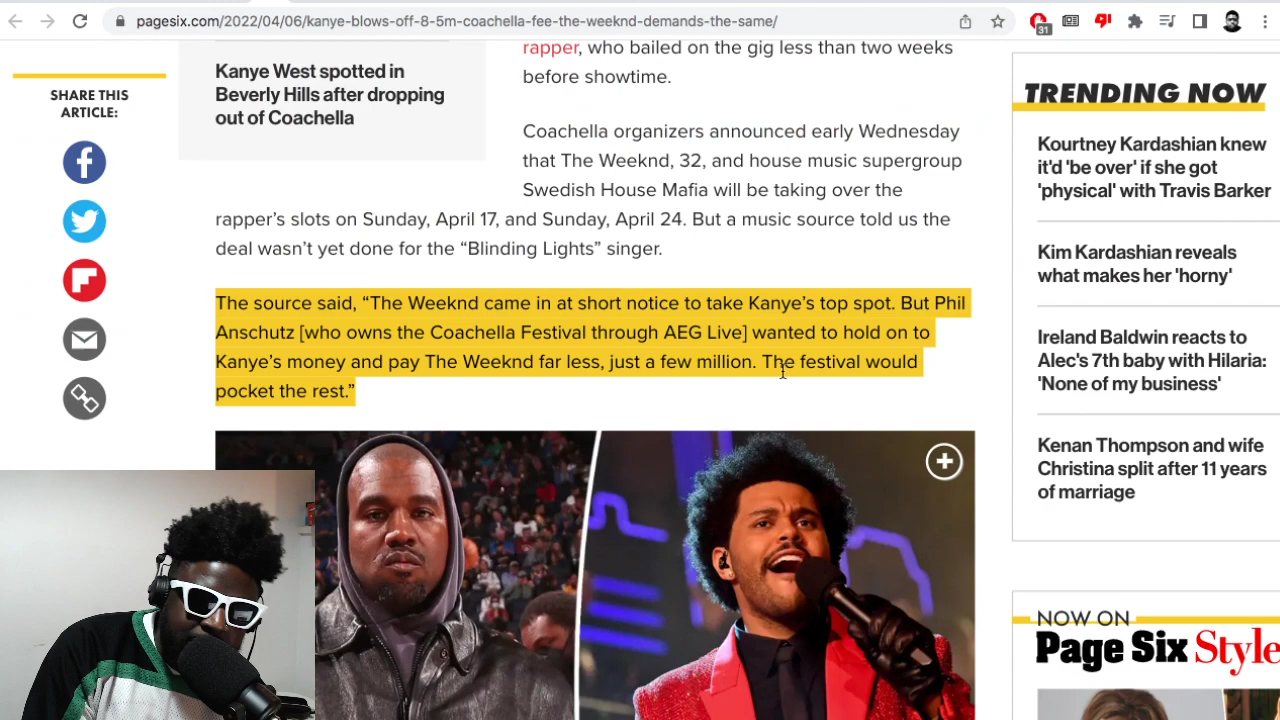 pagesix.com/2022/04/06/kanye-blows-off-8-5m-coachella-fee-the-weeknd-demands-the-same/
31
SHARE THIS
ARTICLE:
Kanye West spotted in
Beverly Hills after dropping
out of Coachella
rapper, who bailed on the gig less than two weeks
before showtime.
Coachella organizers announced early Wednesday
that The Weeknd, 32, and house music supergroup
Swedish House Mafia will be taking over the
rapper’s slots on Sunday, April 17, and Sunday, April 24. But a music source told us the
deal wasn’t yet done for the “Blinding Lights” singer.
The source said, “The Weeknd came in at short notice to take Kanye’s top spot. But Phil
Anschutz [who owns the Coachella Festival through AEG Live] wanted to hold on to
Kanye’s money and pay The Weeknd far less, just a few million. The festival would
pocket the rest.”
TRENDING NOW
Kourtney Kardashian knew
it'd 'be over' if she got
'physical' with Travis Barker
Kim Kardashian reveals
what makes her 'horny'
Ireland Baldwin reacts to
Alec's 7th baby with Hilaria:
'None of my business'
Kenan Thompson and wife
Christina split after 11 years
of marriage
NOW ON
Page Six Style